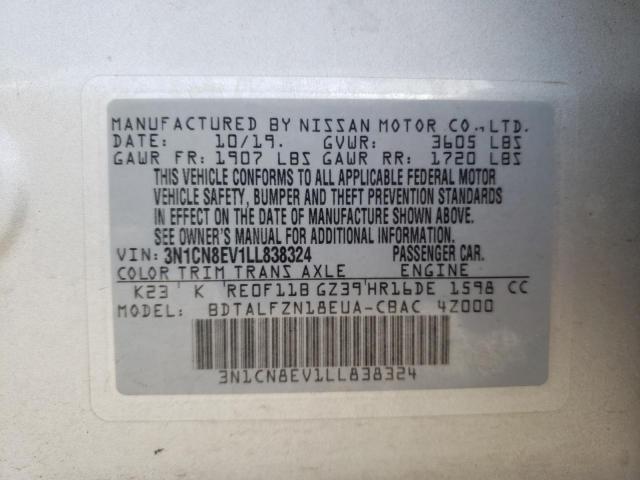 MANUFACTURED BY NISSAN MOTOR CO.,LTD.
DATE: 10/19. GVWR: 3605 LBS
GAWR FR: 1907 LBS GAWR RR: 1720 LBS
THIS VEHICLE CONFORMS TO ALL APPLICABLE FEDERAL MOTOR
VEHICLE SAFETY, BUMPER AND THEFT PREVENTION STANDARDS
IN EFFECT ON THE DATE OF MANUFACTURE SHOWN ABOVE.
SEE OWNER'S MANUAL FOR ADDITIONAL INFORMATION.
VIN: 3N1CN8EV1LL838324 PASSENGER CAR.
COLOR TRIM TRANS AXLE ENGINE
K23 K RE0F11B GZ39 HR16DE 1598 CC
MODEL: BDTALFZN18EUA-CBAC 4Z000
3N1CN8EV1LL838324